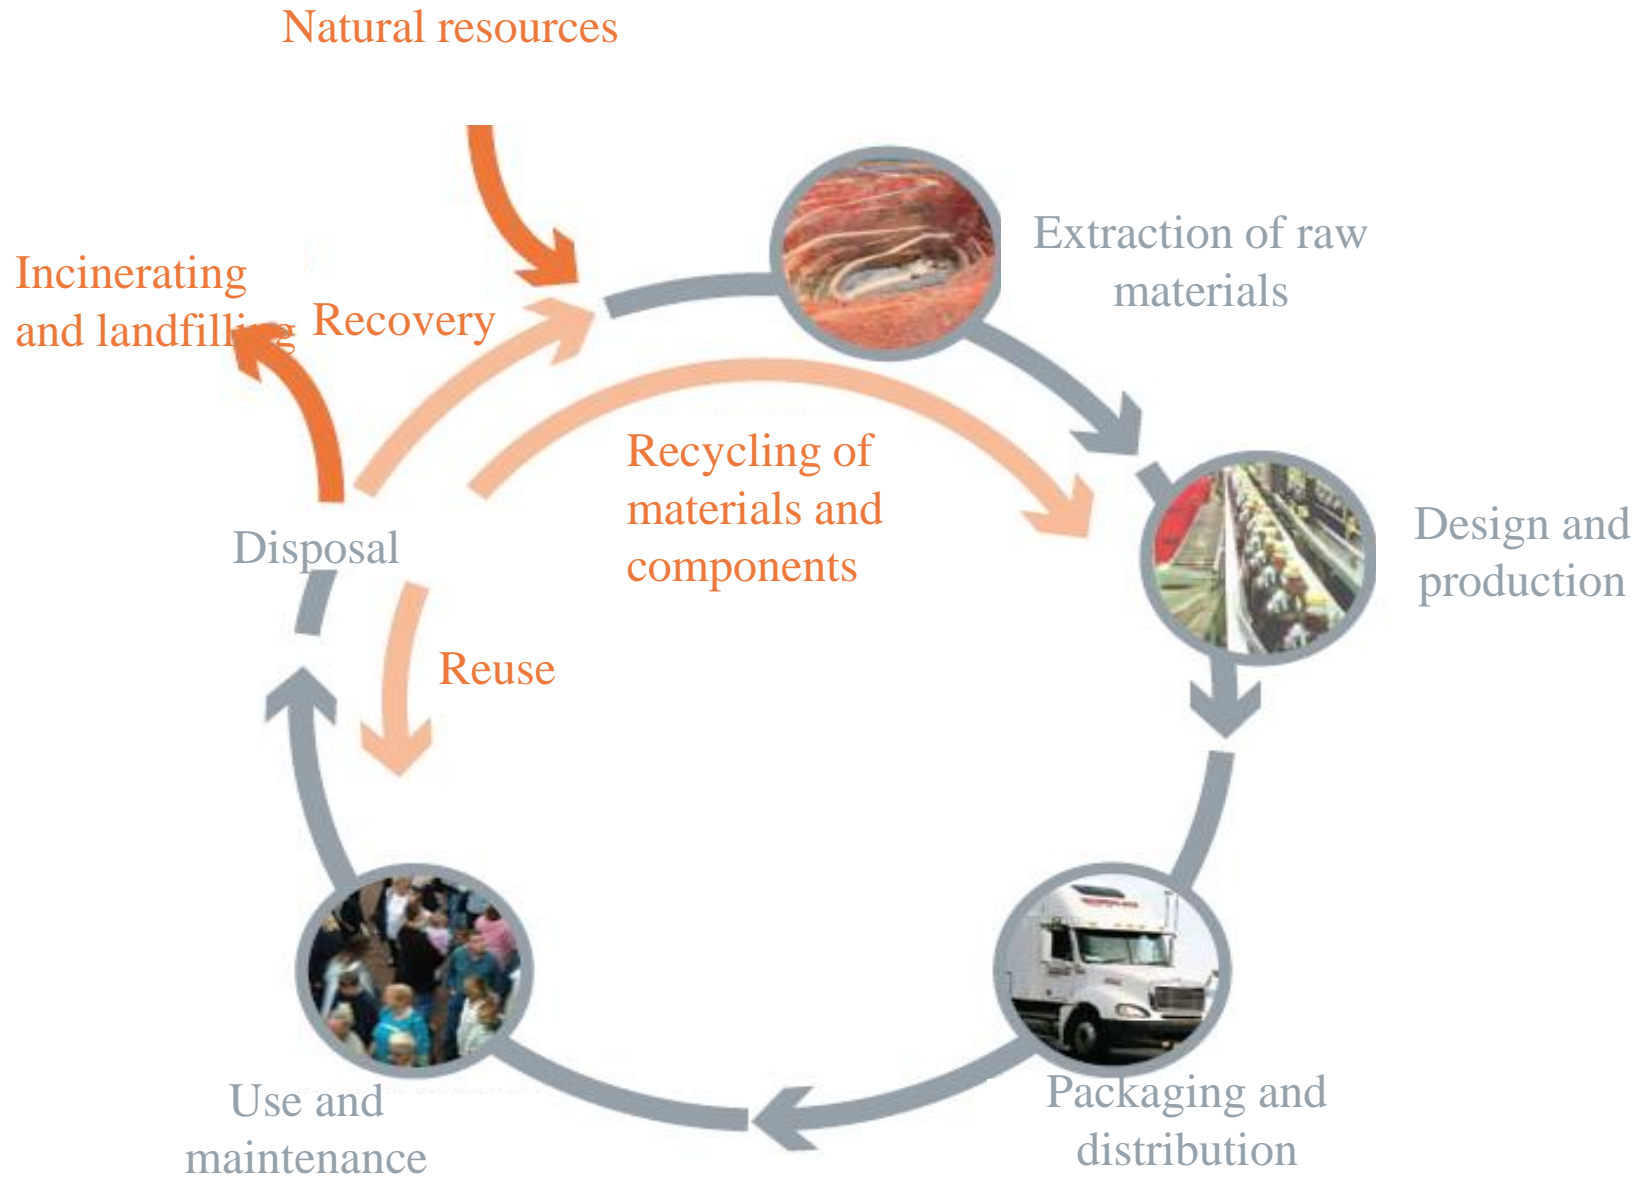 Natural resources
Extraction of raw
materials
Incinerating
and landfilling
Recovery
Recycling of
materials and
components
Design and
production
Disposal
Reuse
Use and
maintenance
Packaging and
distribution